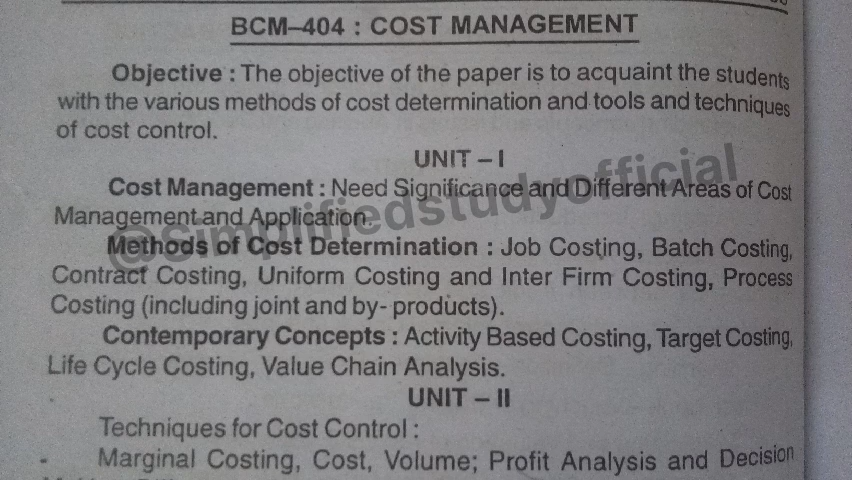 BCM–404 : COST MANAGEMENT
Objective : The objective of the paper is to acquaint the students
with the various methods of cost determination and tools and techniques
of cost control.
UNIT – I
Cost Management : Need Significance and Different Areas of Cost
Management and Application.
@Simplifiedstudyofficial
Methods of Cost Determination : Job Costing, Batch Costing,
Contract Costing, Uniform Costing and Inter Firm Costing, Process
Costing (including joint and by- products).
Contemporary Concepts : Activity Based Costing, Target Costing,
Life Cycle Costing, Value Chain Analysis.
UNIT – II
Techniques for Cost Control :
Marginal Costing, Cost, Volume; Profit Analysis and Decision